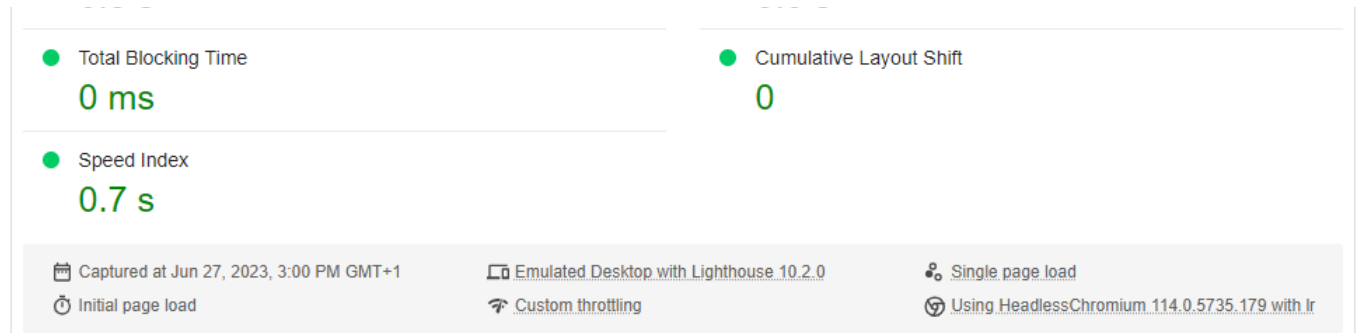 Total Blocking Time
0 ms
Cumulative Layout Shift
0
Speed Index
0.7 s
Captured at Jun 27, 2023, 3:00 PM GMT+1
Emulated Desktop with Lighthouse 10.2.0
Single page load
Initial page load
Custom throttling
Using HeadlessChromium 114.0.5735.179 with lr